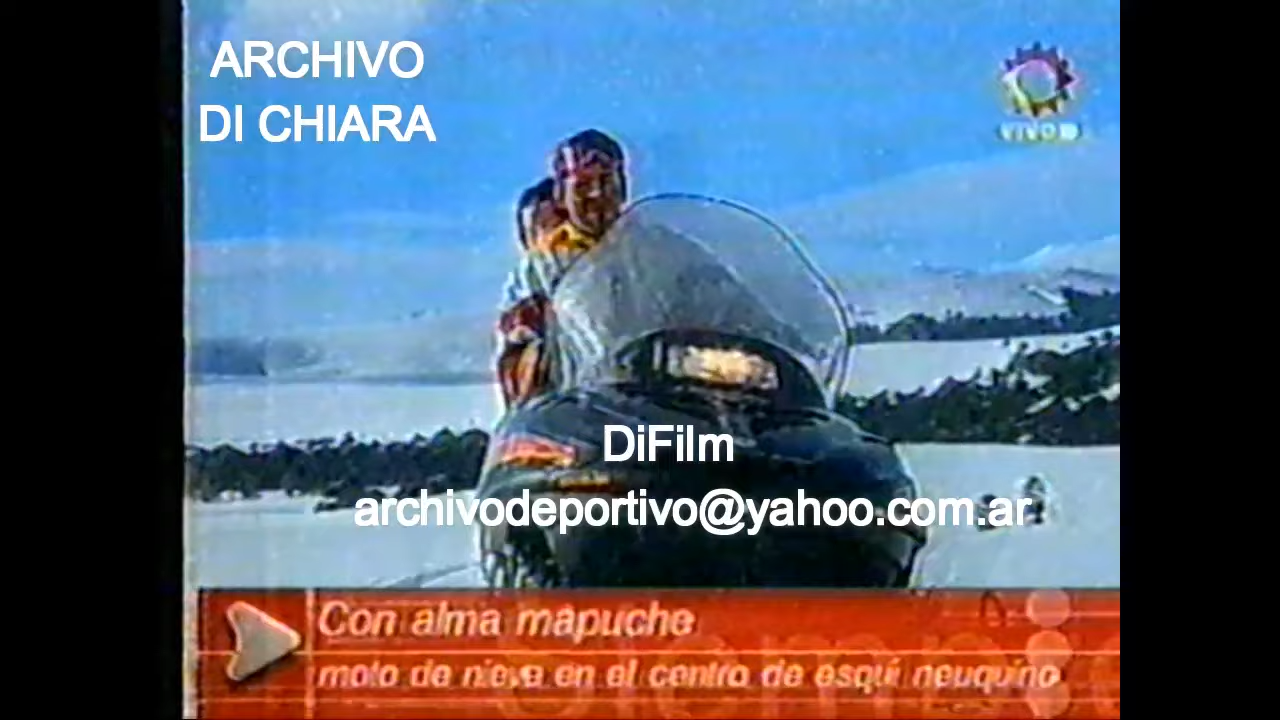 ARCHIVO
DI CHIARA
VIVO
DiFilm
archivodeportivo@yahoo.com.ar
Con alma mapuche
moto de nieve en el centro de esquí neuquino